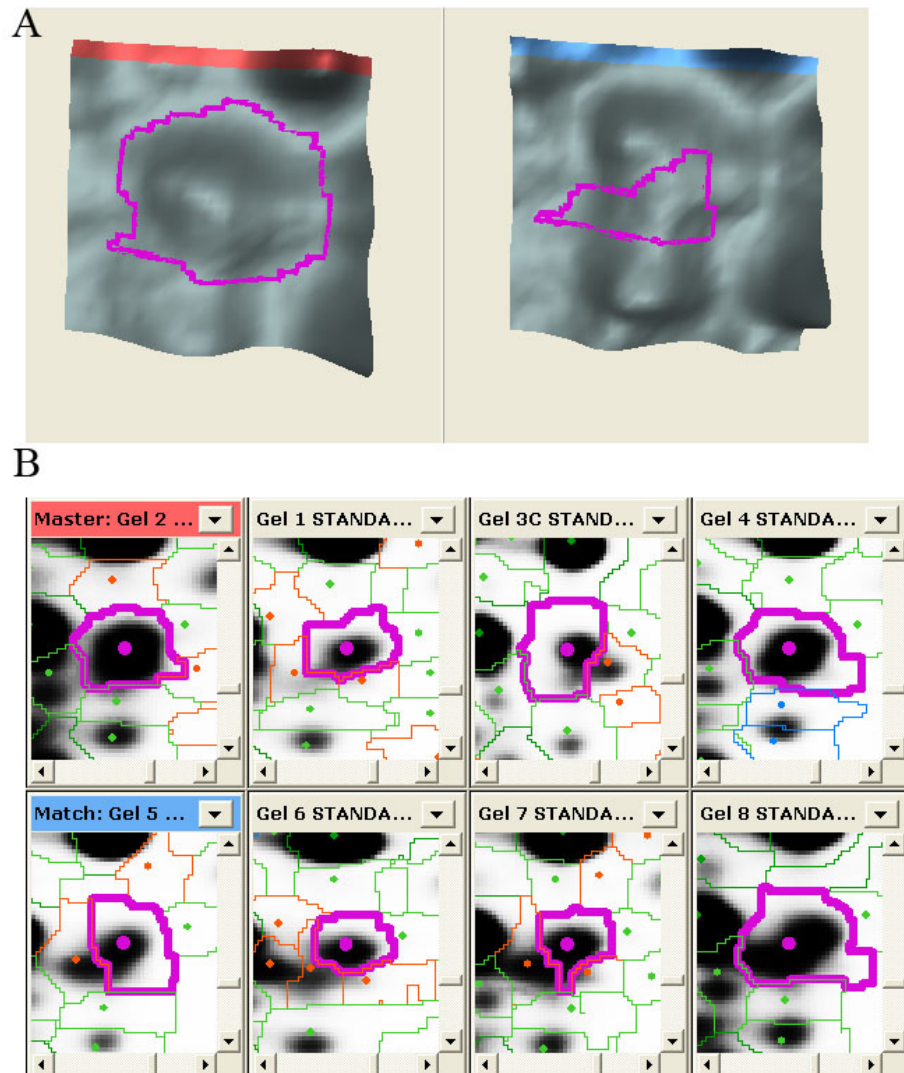 A
B
Master: Gel 2 ...
Gel 1 STANDA...
Gel 3C STAND...
Gel 4 STANDA...
Match: Gel 5 ...
Gel 6 STANDA...
Gel 7 STANDA...
Gel 8 STANDA...